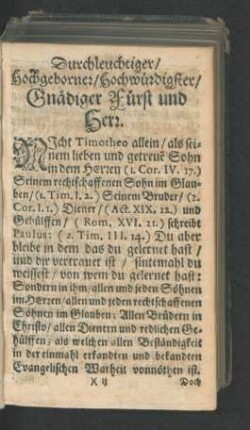 Durchleuchtiger/
Hochgeborner/Hochwürdigster/
Gnädiger Fürst und
Herr.
NIcht Timotheo allein/als sei-
nem lieben und getreuẽ Sohn
in dem HErren (1. Cor. IV. 17.)
Seinem rechtschaffenen Sohn im Glau-
ben/(1. Tim. I. 2.) Seinem Bruder/(2.
Cor. I. 1.) Diener/(Act. XIX. 22.) und
Gehülffen/ (Rom. XVI. 21.) schreibt
Paulus: (2. Tim. III. 14.) Du aber
bleibe in dem das du gelernet hast/
und dir vertrauet ist/ sintemahl du
weissest/ von wem du gelernet hast:
Sondern in ihm/allen und jeden Söhnen
im HErren/allen und jeden rechtschaffenen
Söhnen im Glauben: Allen Brüdern in
Christo/allen Dienern und redlichen Ge-
hülffen; als welchen allen Beständigkeit
in der einmahl erkandten und bekandten
Evangelischen Warheit vonnöthen ist.
X ij Doch